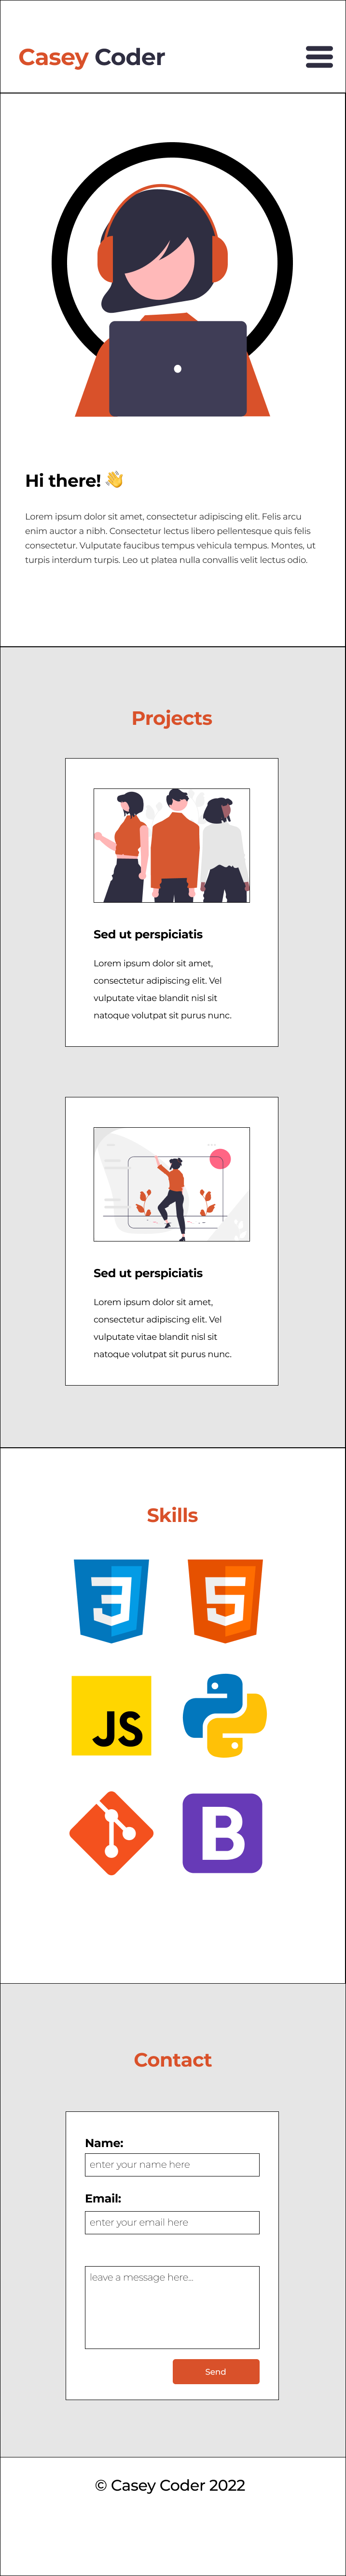 Casey Coder
Hi there! 👋
Lorem ipsum dolor sit amet, consectetur adipiscing elit. Felis arcu
enim auctor a nibh. Consectetur lectus libero pellentesque quis felis
consectetur. Vulputate faucibus tempus vehicula tempus. Montes, ut
turpis interdum turpis. Leo ut platea nulla convallis velit lectus odio.
Projects
Sed ut perspiciatis
Lorem ipsum dolor sit amet,
consectetur adipiscing elit. Vel
vulputate vitae blandit nisl sit
natoque volutpat sit purus nunc.
Sed ut perspiciatis
Lorem ipsum dolor sit amet,
consectetur adipiscing elit. Vel
vulputate vitae blandit nisl sit
natoque volutpat sit purus nunc.
Skills
3 5
JS
B
Contact
Name:
enter your name here
Email:
enter your email here
leave a message here...
Send
© Casey Coder 2022